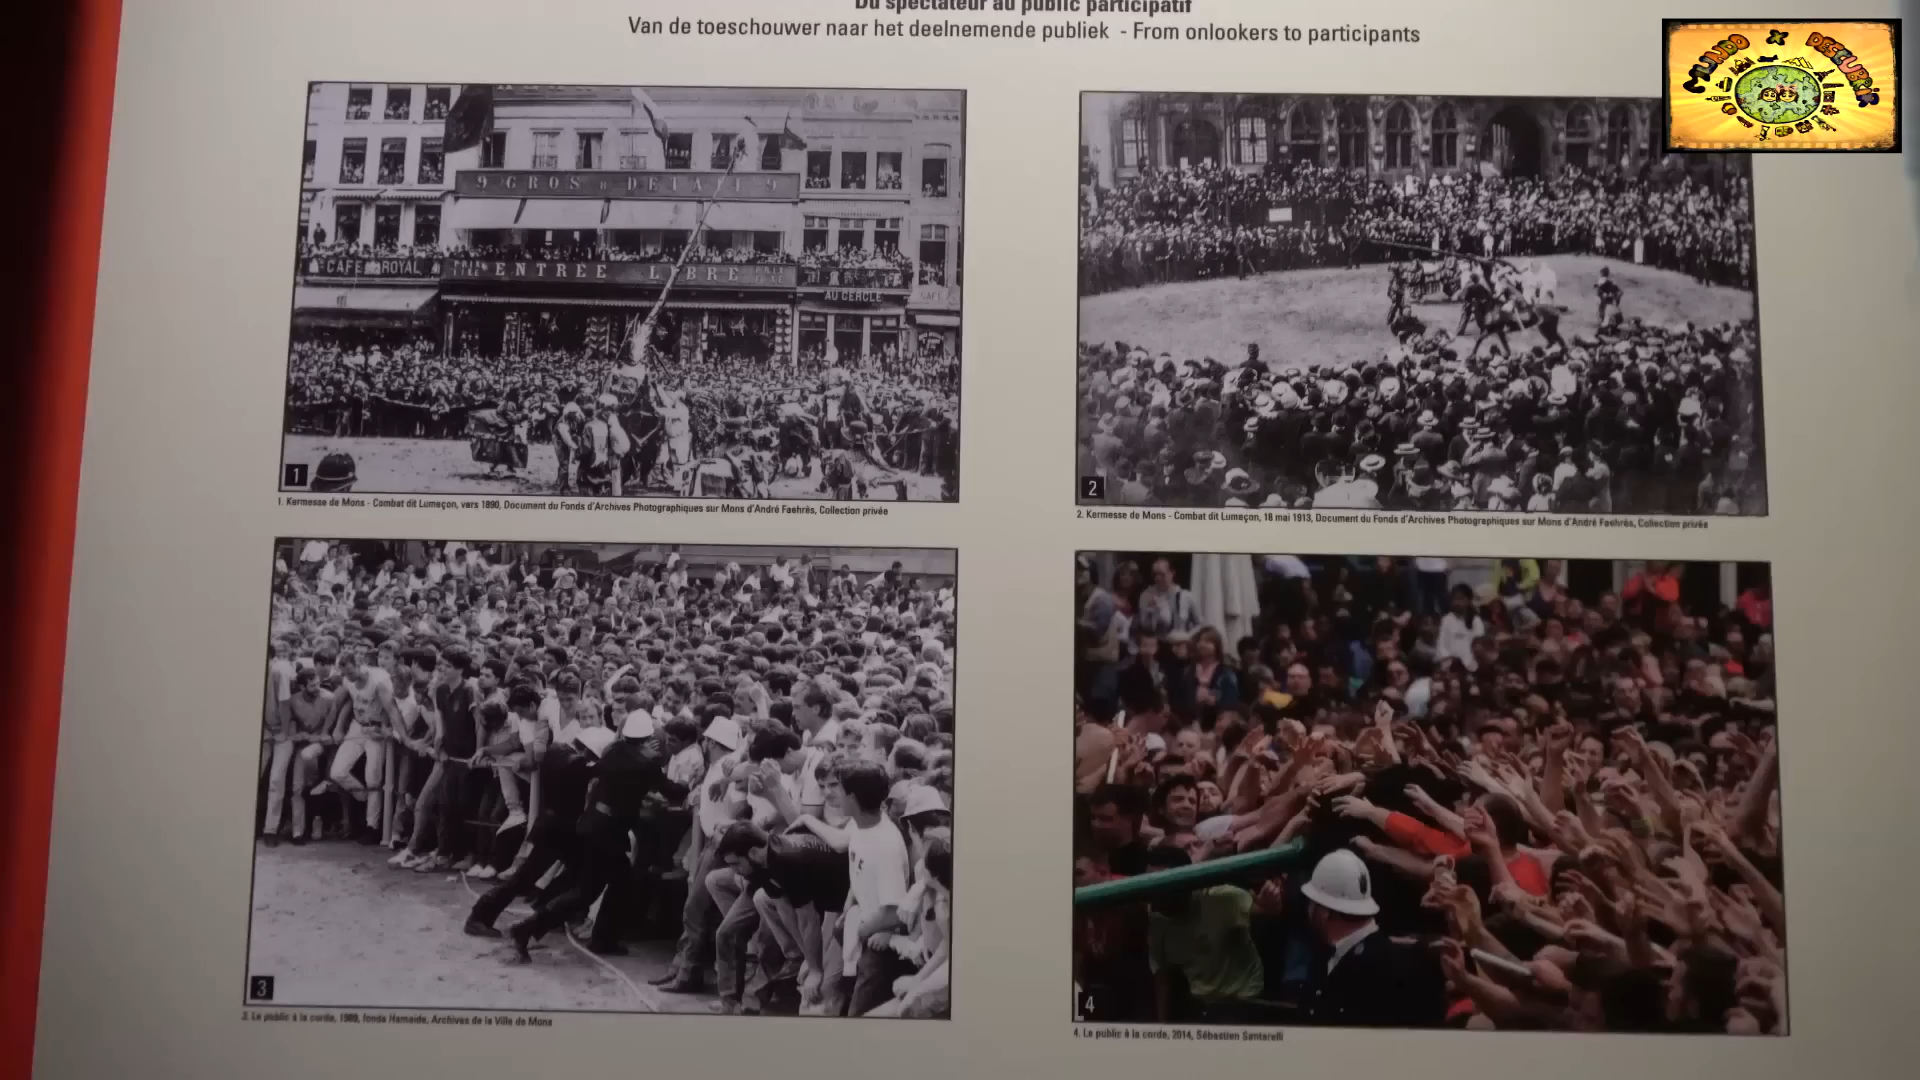 Du spectateur au public participatif
Van de toeschouwer naar het deelnemende publiek - From onlookers to participants
MUNDO X DESCUBRIR
9 GROS & DETAIL 9
CAFE ROYAL
ENTREE LIBRE
AU CERCLE
CAFE
1
1. Kermesse de Mons - Combat dit Lumeçon, vers 1890, Document du Fonds d'Archives Photographiques sur Mons d'André Faehrès, Collection privée
2
2. Kermesse de Mons - Combat dit Lumeçon, 18 mai 1913, Document du Fonds d'Archives Photographiques sur Mons d'André Faehrès, Collection privée
3
3. Le public à la corde, 1989, fonds Hamaide, Archives de la Ville de Mons
4
4. Le public à la corde, 2014, Sébastien Santarelli